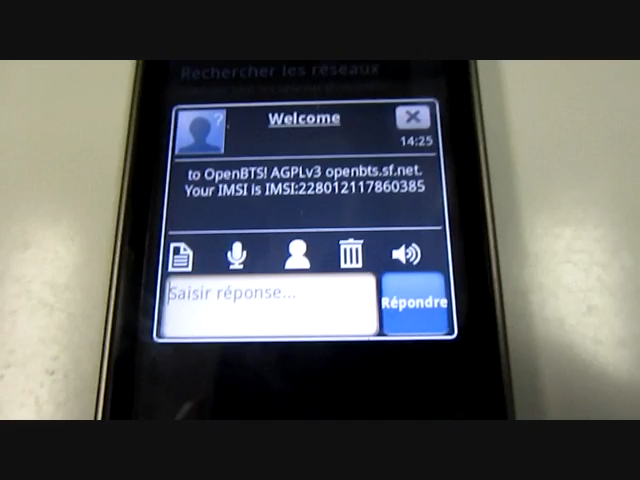 Rechercher les réseaux
?
Welcome
14:25
to OpenBTS! AGPLv3 openbts.sf.net.
Your IMSI is IMSI:228012117860385
Saisir réponse...
Répondre